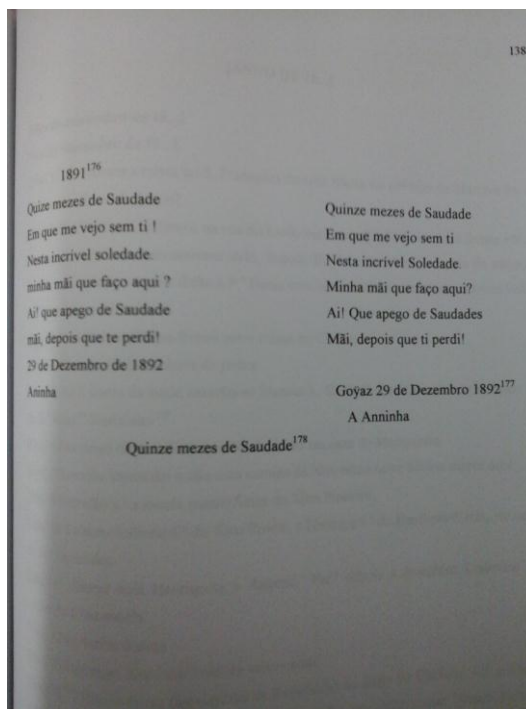 138
1891176
Quize mezes de Saudade
Em que me vejo sem ti !
Nesta incrivel soledade.
minha mãi que faço aqui ?
Ai! que apego de Saudade
mãi, depois que te perdi!
29 de Dezembro de 1892
Aninha
Quinze mezes de Saudade
Em que me vejo sem ti
Nesta incrivel Soledade.
Minha mãi que faço aqui?
Ai! Que apego de Saudades
Mãi, depois que ti perdi!
Goÿaz 29 de Dezembro 1892177
A Anninha
Quinze mezes de Saudade178